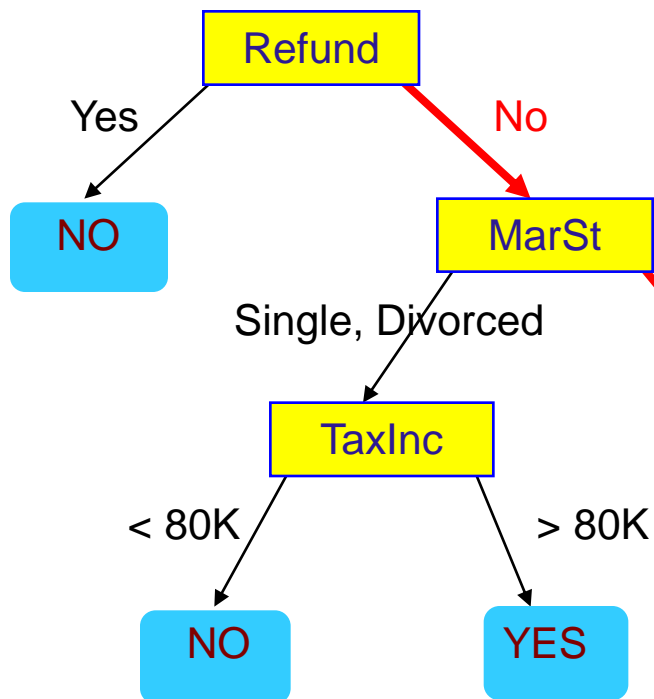 Refund
Yes
No
NO
MarSt
Single, Divorced
TaxInc
< 80K
> 80K
NO
YES